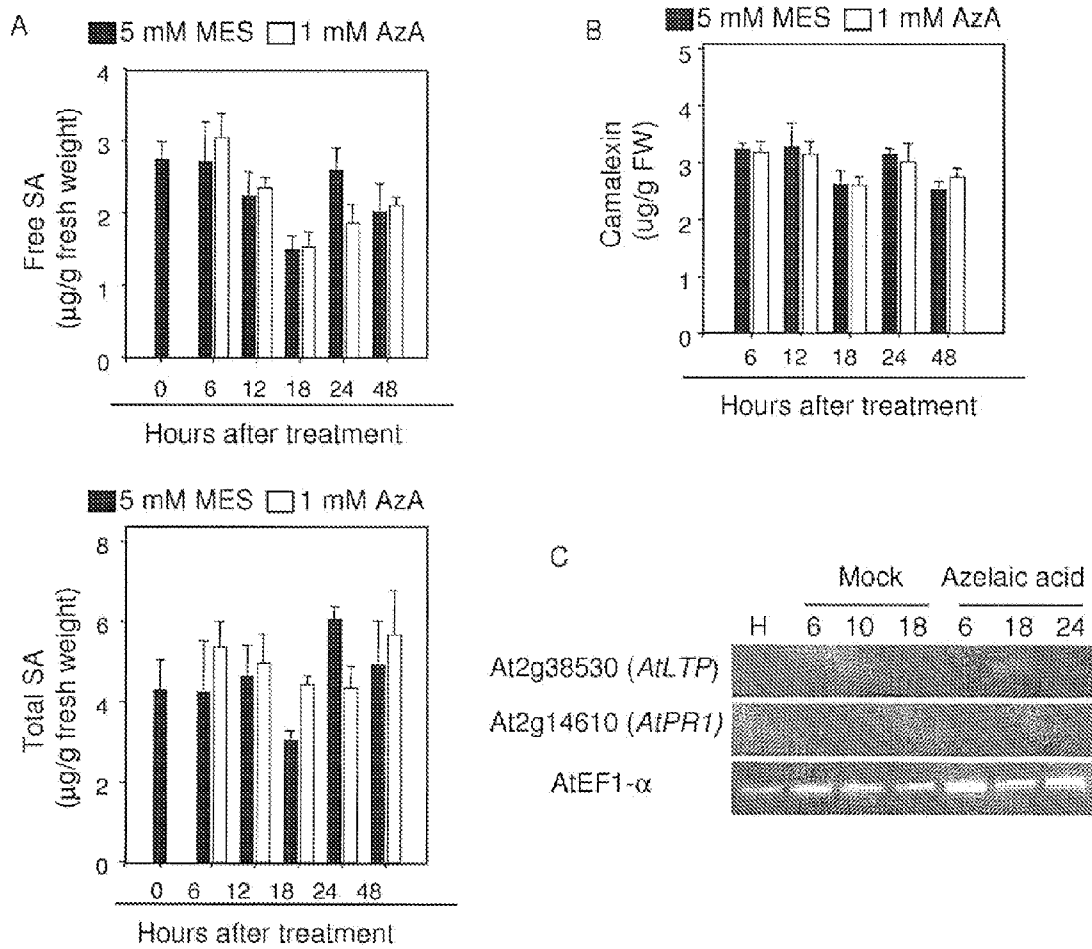 A
5 mM MES 1 mM AzA
Free SA
(µg/g fresh weight)
4
3
2
1
0
0 6 12 18 24 48
Hours after treatment
B
5 mM MES 1 mM AzA
Camalexin
(ug/g FW)
5
4
3
2
1
0
6 12 18 24 48
Hours after treatment
5 mM MES 1 mM AzA
Total SA
(µg/g fresh weight)
8
6
4
2
0
0 6 12 18 24 48
Hours after treatment
C
Mock Azelaic acid
H 6 10 18 6 18 24
At2g38530 (AtLTP)
At2g14610 (AtPR1)
AtEF1-α